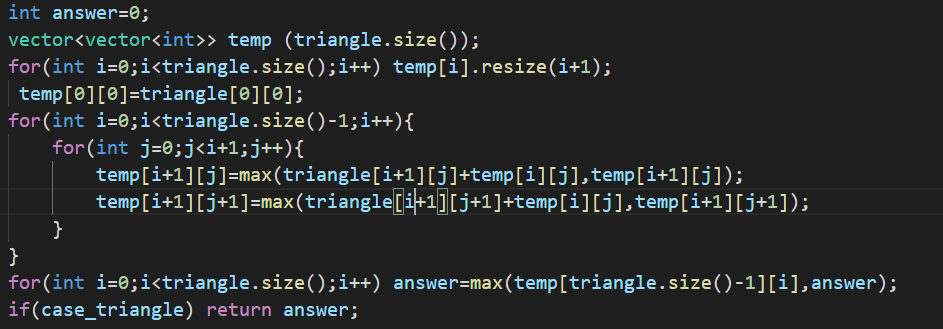 int answer=0;
vector<vector<int>> temp (triangle.size());
for(int i=0;i<triangle.size();i++) temp[i].resize(i+1);
temp[0][0]=triangle[0][0];
for(int i=0;i<triangle.size()-1;i++){
for(int j=0;j<i+1;j++){
temp[i+1][j]=max(triangle[i+1][j]+temp[i][j],temp[i+1][j]);
temp[i+1][j+1]=max(triangle[i+1][j+1]+temp[i][j],temp[i+1][j+1]);
}
}
for(int i=0;i<triangle.size();i++) answer=max(temp[triangle.size()-1][i],answer);
if(case_triangle) return answer;